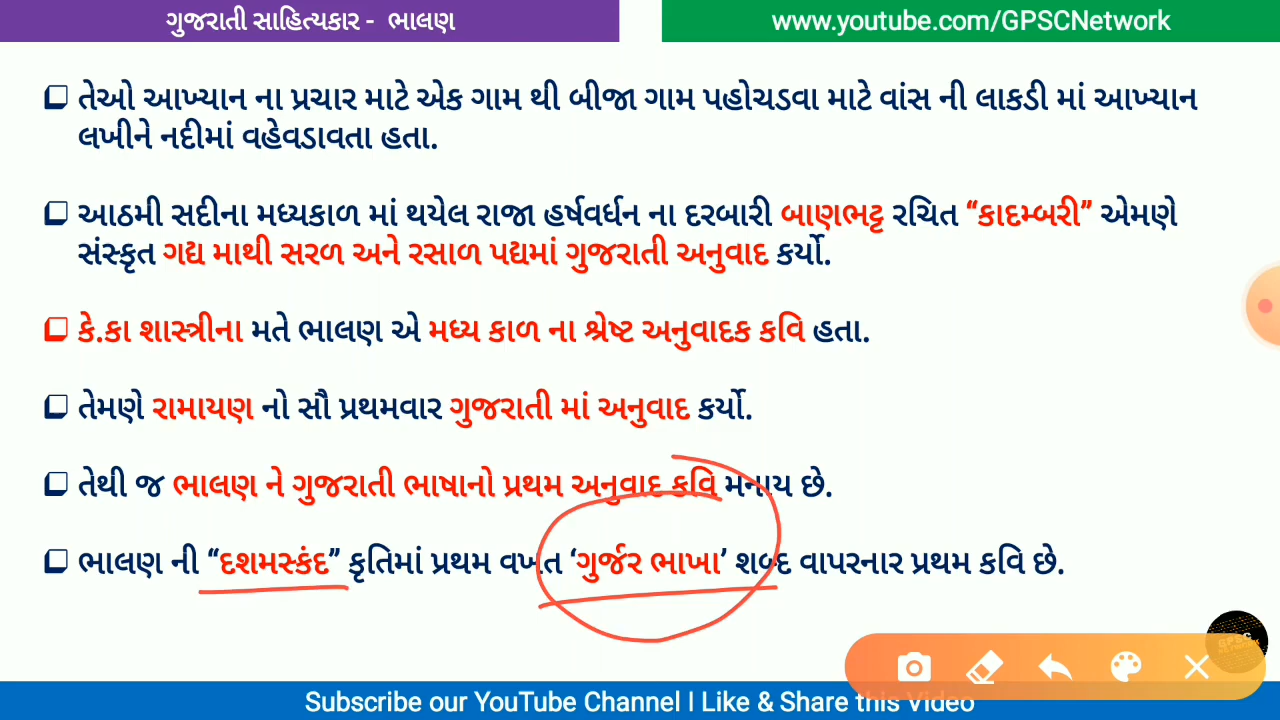 ગુજરાતી સાહિત્યકાર - ભાલણ
www.youtube.com/GPSCNetwork
તેઓ આખ્યાન ના પ્રચાર માટે એક ગામ થી બીજા ગામ પહોચડવા માટે વાંસ ની લાકડી માં આખ્યાન
લખીને નદીમાં વહેવડાવતા હતા.
આઠમી સદીના મધ્યકાળ માં થયેલ રાજા હર્ષવર્ધન ના દરબારી બાણભટ્ટ રચિત “કાદમ્બરી” એમણે
સંસ્કૃત ગદ્ય માથી સરળ અને રસાળ પદ્યમાં ગુજરાતી અનુવાદ કર્યો.
કે.કા શાસ્ત્રીના મતે ભાલણ એ મધ્ય કાળ ના શ્રેષ્ટ અનુવાદક કવિ હતા.
તેમણે રામાયણ નો સૌ પ્રથમવાર ગુજરાતી માં અનુવાદ કર્યો.
તેથી જ ભાલણ ને ગુજરાતી ભાષાનો પ્રથમ અનુવાદ કવિ મનાય છે.
ભાલણ ની “દશમસ્કંદ” કૃતિમાં પ્રથમ વખત ‘ગુર્જર ભાખા’ શબ્દ વાપરનાર પ્રથમ કવિ છે.
GPSC
Subscribe our YouTube Channel l Like & Share this Video